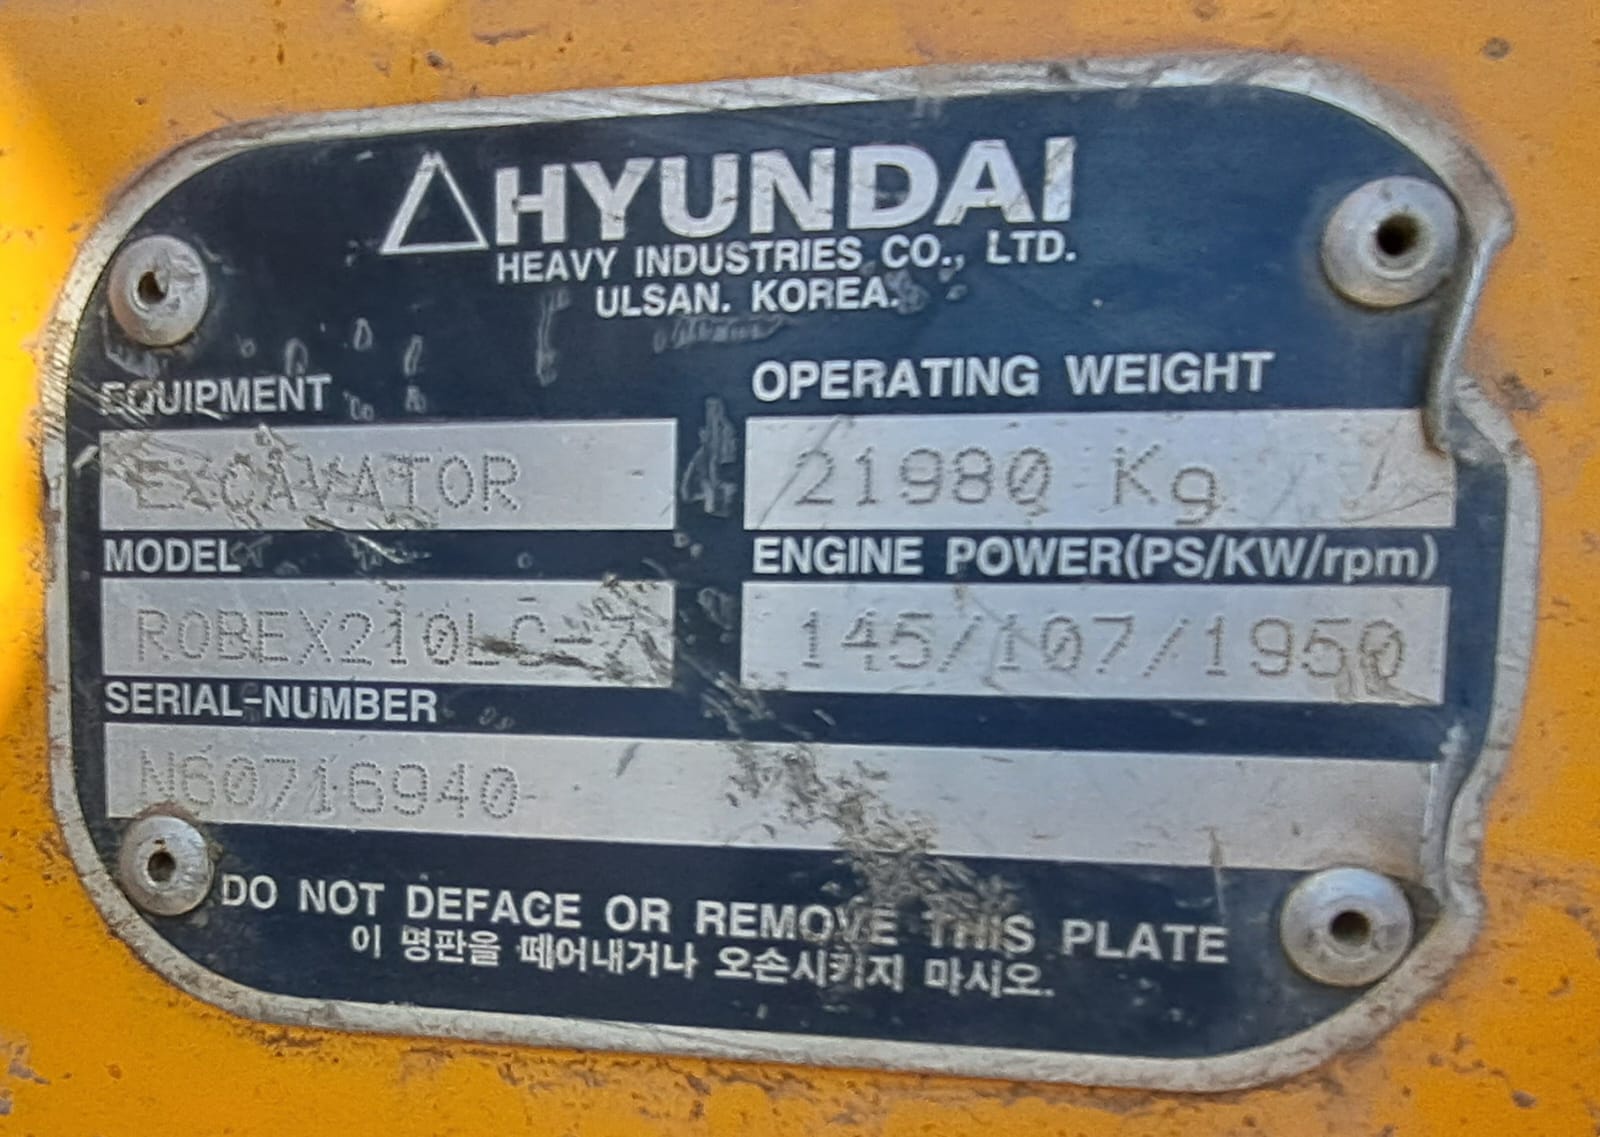 HYUNDAI
HEAVY INDUSTRIES CO., LTD.
ULSAN. KOREA.
EQUIPMENT
EXCAVATOR
OPERATING WEIGHT
21980 Kg
MODEL
ROBEX210LC-7
ENGINE POWER(PS/KW/rpm)
145/107/1950
SERIAL-NUMBER
N60716940
DO NOT DEFACE OR REMOVE THIS PLATE
이 명판을 떼어내거나 오손시키지 마시오.